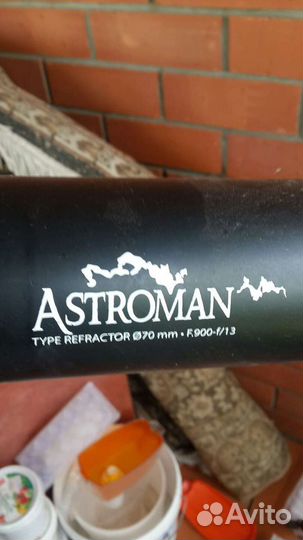 ASTROMAN
TYPE REFRACTOR Ø70 mm • F.900-f/13
Avito